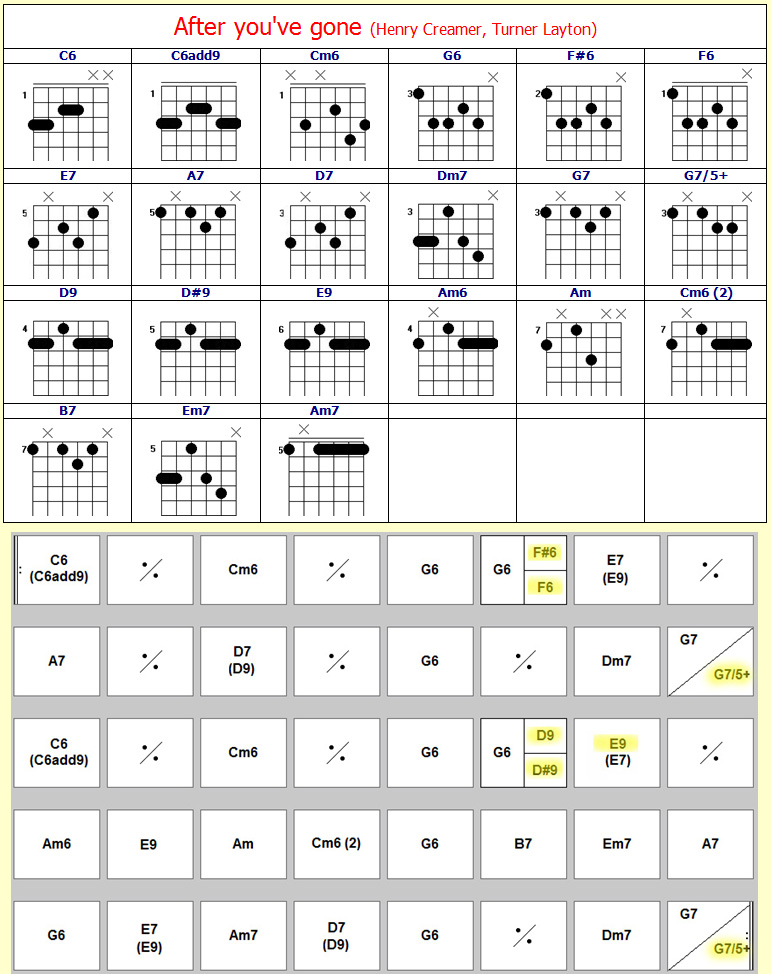 After you've gone (Henry Creamer, Turner Layton)
C6 C6add9 Cm6 G6 F#6 F6
1 1 1 3 2 1
E7 A7 D7 Dm7 G7 G7/5+
5 5 3 3 3 3
D9 D#9 E9 Am6 Am Cm6 (2)
4 5 6 4 7 7
B7 Em7 Am7
7 5 5
C6
(C6add9)
Cm6
G6
G6
F#6
F6
E7
(E9)
A7
D7
(D9)
G6
Dm7
G7
G7/5+
C6
(C6add9)
Cm6
G6
G6
D9
D#9
E9
(E7)
Am6 E9 Am Cm6 (2) G6 B7 Em7 A7
G6
E7
(E9)
Am7
D7
(D9)
G6
Dm7
G7
G7/5+